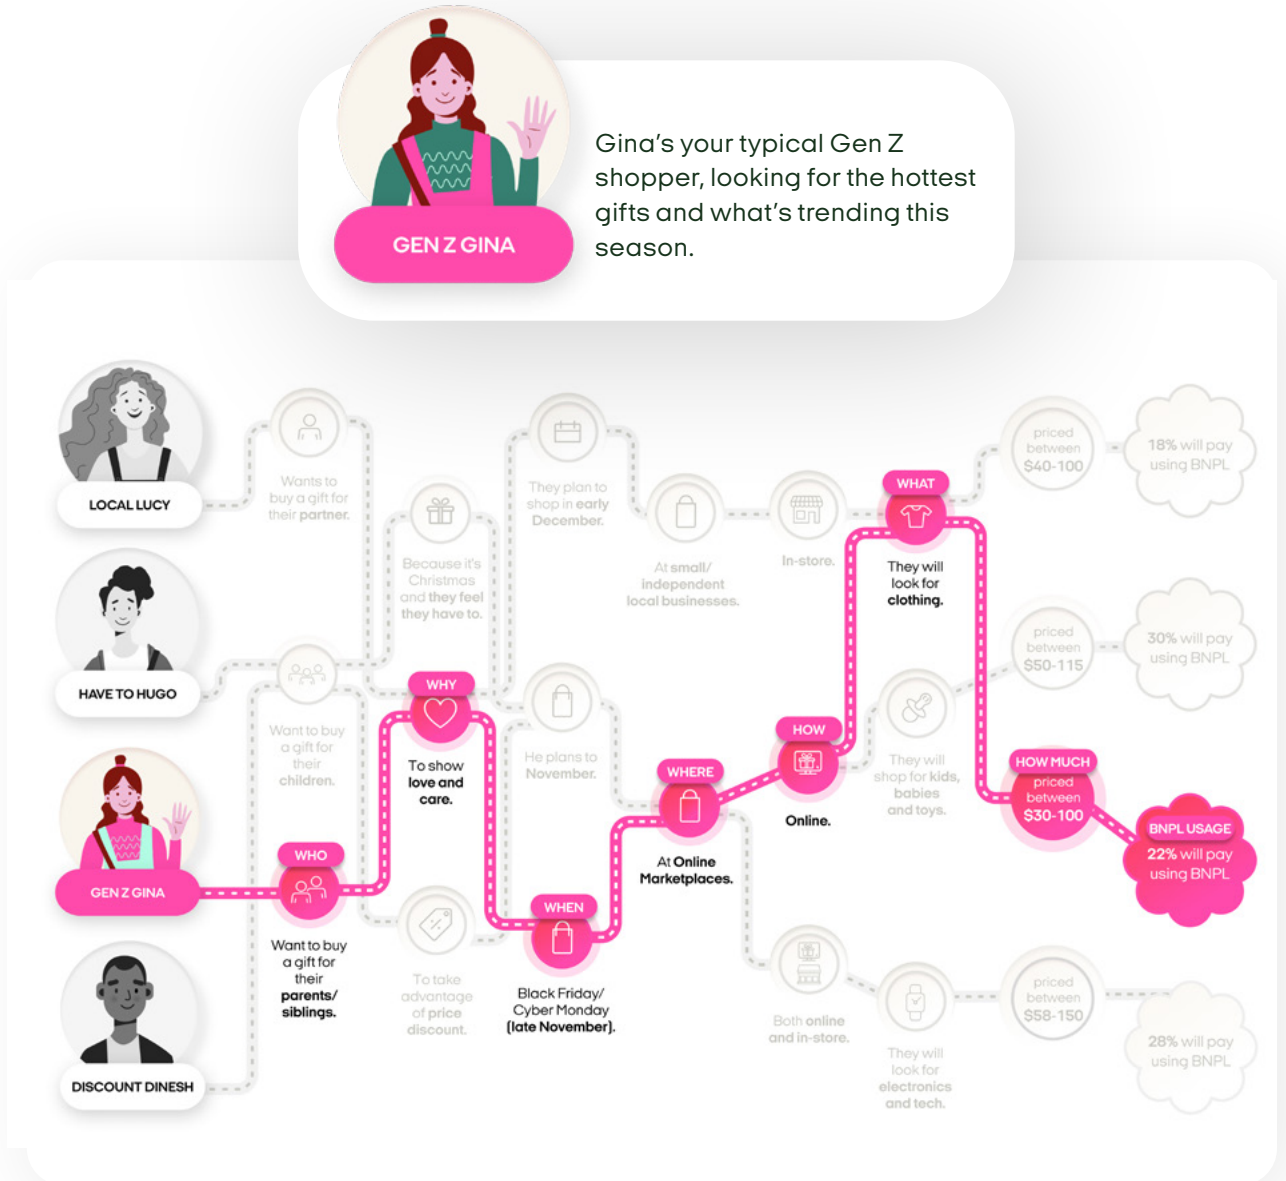 Gina's your typical Gen Z
shopper, looking for the hottest
gifts and what's trending this
season.
GEN Z GINA
LOCAL LUCY
Wants to
buy a gift for
their partner.
Because it's
Christmas
and they feel
they have to.
They plan to
shop in early
December.
At small/
independent
local businesses.
In-store.
WHAT
They will
look for
clothing.
priced
between
$40-100
18% will pay
using BNPL
HAVE TO HUGO
Want to buy
a gift for
their
children.
WHY
To show
love and
care.
He plans to
November.
WHERE
At Online
Marketplaces.
HOW
Online.
They will
shop for kids,
babies
and toys.
priced
between
$50-115
30% will pay
using BNPL
GEN Z GINA
WHO
Want to buy
a gift for
their
parents/
siblings.
To take
advantage
of price
discount.
WHEN
Black Friday/
Cyber Monday
(late November).
HOW MUCH
priced
between
$30-100
BNPL USAGE
22% will pay
using BNPL
DISCOUNT DINESH
Both online
and in-store.
They will
look for
electronics
and tech.
priced
between
$58-150
28% will pay
using BNPL